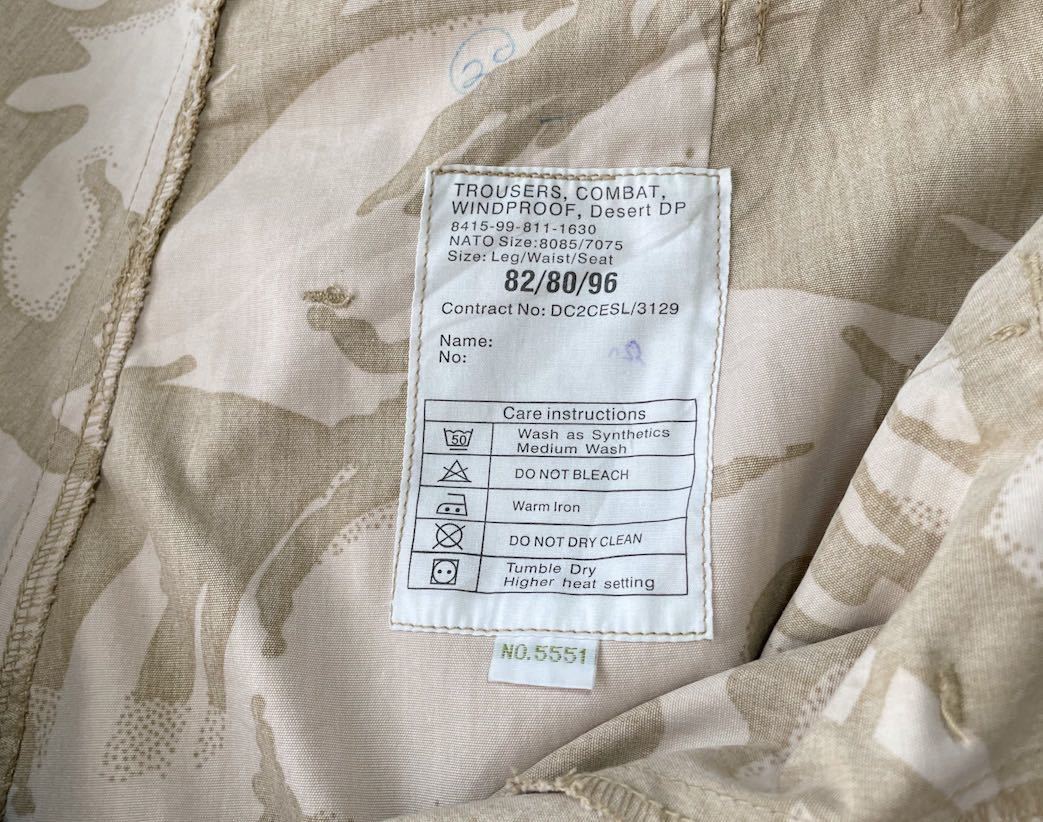 20
TROUSERS, COMBAT,
WINDPROOF, Desert DP
8415-99-811-1630
NATO Size:8085/7075
Size: Leg/Waist/Seat
82/80/96
Contract No: DC2CESL/3129
Name:
No:
Care instructions
50
Wash as Synthetics
Medium Wash
DO NOT BLEACH
Warm Iron
DO NOT DRY CLEAN
Tumble Dry
Higher heat setting
NO.5551